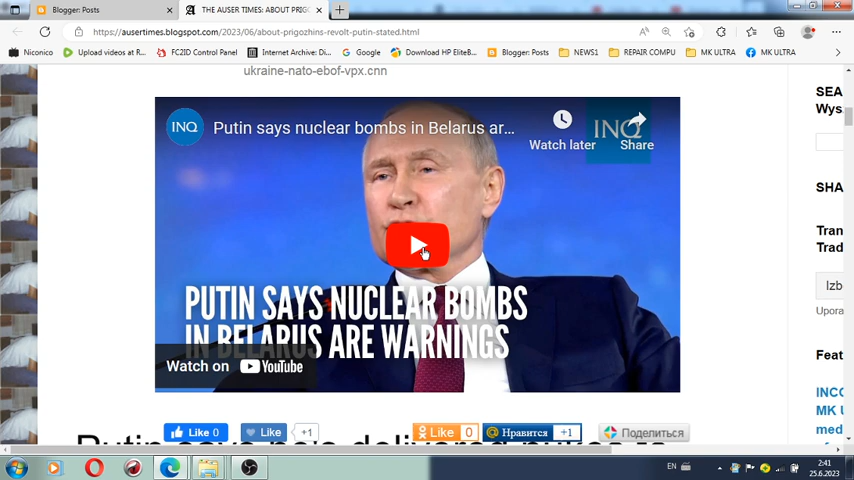 Blogger: Posts
THE AUSER TIMES: ABOUT PRIGO
https://ausertimes.blogspot.com/2023/06/about-prigozhins-revolt-putin-stated.html
Niconico
Upload videos at R...
FC2ID Control Panel
Internet Archive: Di...
Google
Download HP EliteB...
Blogger: Posts
NEWS1
REPAIR COMPU
MK ULTRA
MK ULTRA
ukraine-nato-ebof-vpx.cnn
INQ
Putin says nuclear bombs in Belarus ar...
Watch later
INQ
Share
PUTIN SAYS NUCLEAR BOMBS
IN BELARUS ARE WARNINGS
Watch on YouTube
SEA
Wys
SHA
Tran
Trad
Izb
Upora
Feat
INCO
MK U
med
Like 0
Like
+1
Like 0
Нравится +1
Поделиться
EN
2:41
25.6.2023